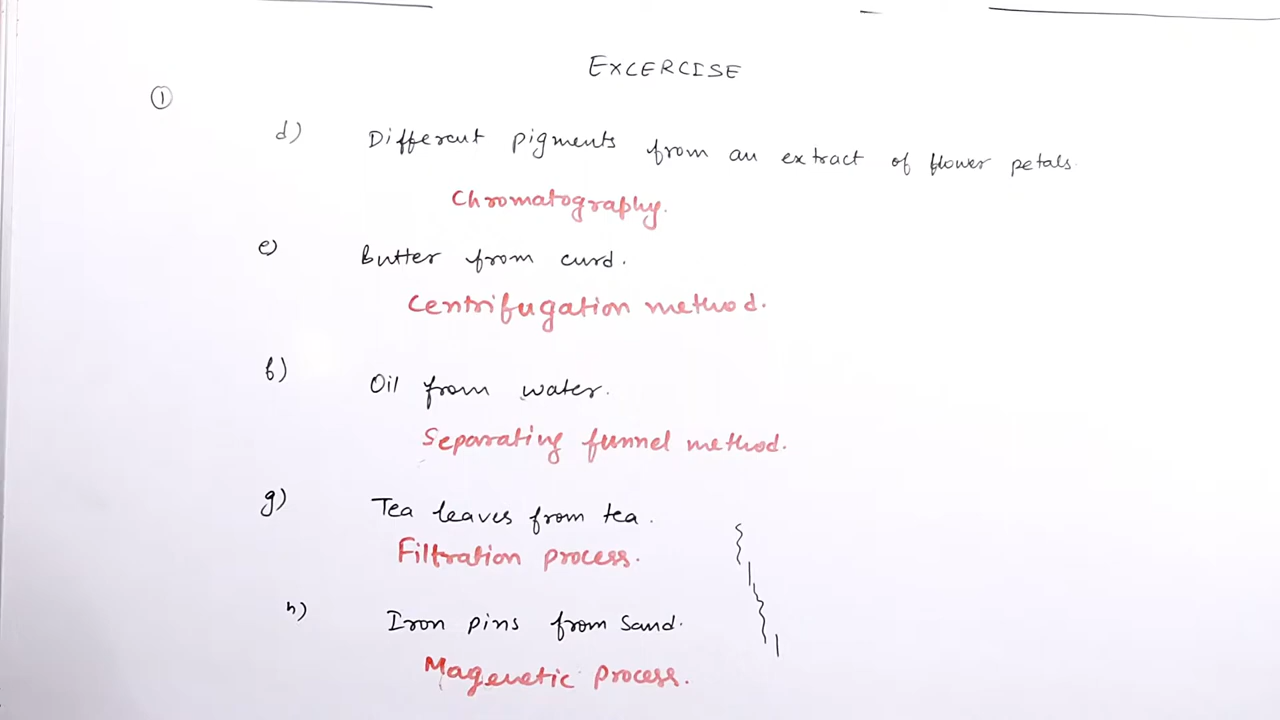 EXCERCISE
①
d) Different pigments from an extract of flower petals.
Chromatography.
e) Butter from curd.
Centrifugation method.
f) Oil from water.
Separating funnel method.
g) Tea leaves from tea.
Filtration process.
h) Iron pins from sand.
Magenetic process.